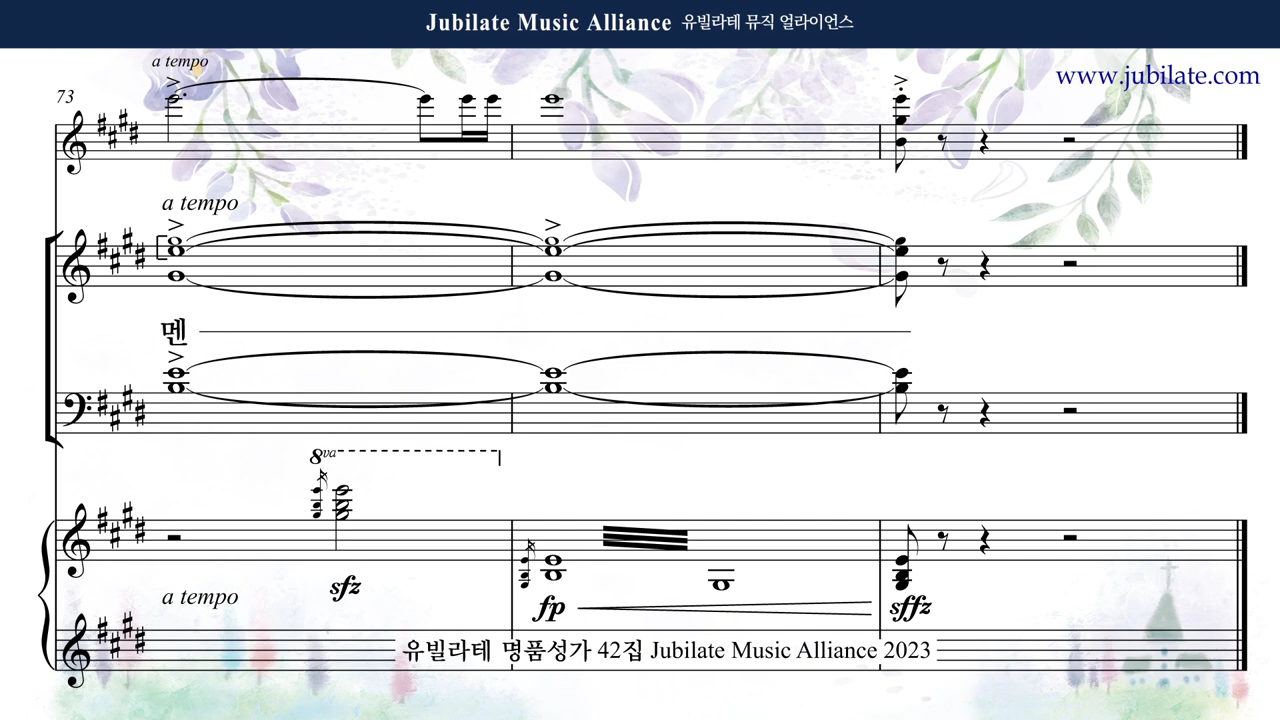 Jubilate Music Alliance 유빌라테 뮤직 얼라이언스
www.jubilate.com
a tempo
73
a tempo
멘
8va
sfz
a tempo
fp
sffz
유빌라테 명품성가 42집 Jubilate Music Alliance 2023